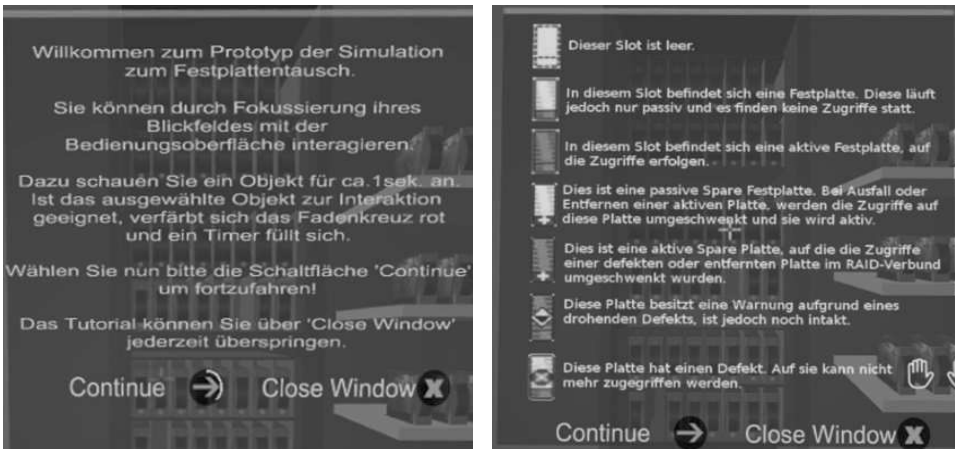 Willkommen zum Prototyp der Simulation
zum Festplattentausch.
Sie können durch Fokussierung ihres
Blickfeldes mit der
Bedienungsoberfläche interagieren.
Dazu schauen Sie ein Objekt für ca.1sek. an.
Ist das ausgewählte Objekt zur Interaktion
geeignet, verfärbt sich das Fadenkreuz rot
und ein Timer füllt sich.
Wählen Sie nun bitte die Schaltfläche 'Continue'
um fortzufahren!
Das Tutorial können Sie über 'Close Window'
jederzeit überspringen.
Continue
Close Window X
Dieser Slot ist leer.
In diesem Slot befindet sich eine Festplatte. Diese läuft
jedoch nur passiv und es finden keine Zugriffe statt.
In diesem Slot befindet sich eine aktive Festplatte, auf
die Zugriffe erfolgen.
Dies ist eine passive Spare Festplatte. Bei Ausfall oder
Entfernen einer aktiven Platte, werden die Zugriffe auf
diese Platte umgeschwenkt und sie wird aktiv.
Dies ist eine aktive Spare Platte, auf die die Zugriffe
einer defekten oder entfernten Platte im RAID-Verbund
umgeschwenkt wurden.
Diese Platte besitzt eine Warnung aufgrund eines
drohenden Defekts, ist jedoch noch intakt.
Diese Platte hat einen Defekt. Auf sie kann nicht
mehr zugegriffen werden.
Continue
Close Window X